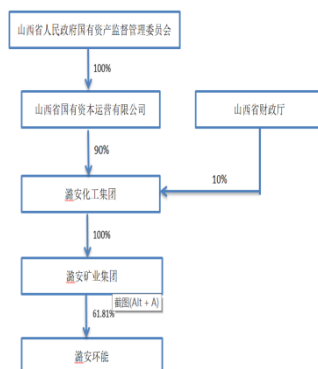 山西省人民政府国有资产监督管理委员会
100%
山西省国有资本运营有限公司
山西省财政厅
90%
10%
潞安化工集团
100%
潞安矿业集团
截图(Alt + A)
61.81%
潞安环能